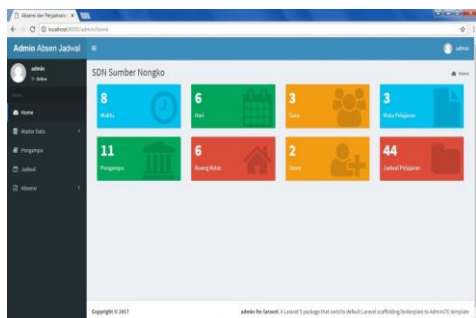 Absensi dan Penjadwalan
localhost:8000/admin/home
Admin Absen Jadwal
admin
admin
Online
SDN Sumber Nongko
Home
8
Waktu
6
Hari
3
Guru
3
Mata Pelajaran
11
Pengampu
6
Ruang Kelas
2
Users
44
Jadwal Pelajaran
Home
Master Data
Pengampu
Jadwal
Absensi
Copyright © 2017
admin-lte-laravel. A Laravel 5 package that switchs default Laravel scaffolding/boilerplate to AdminLTE template